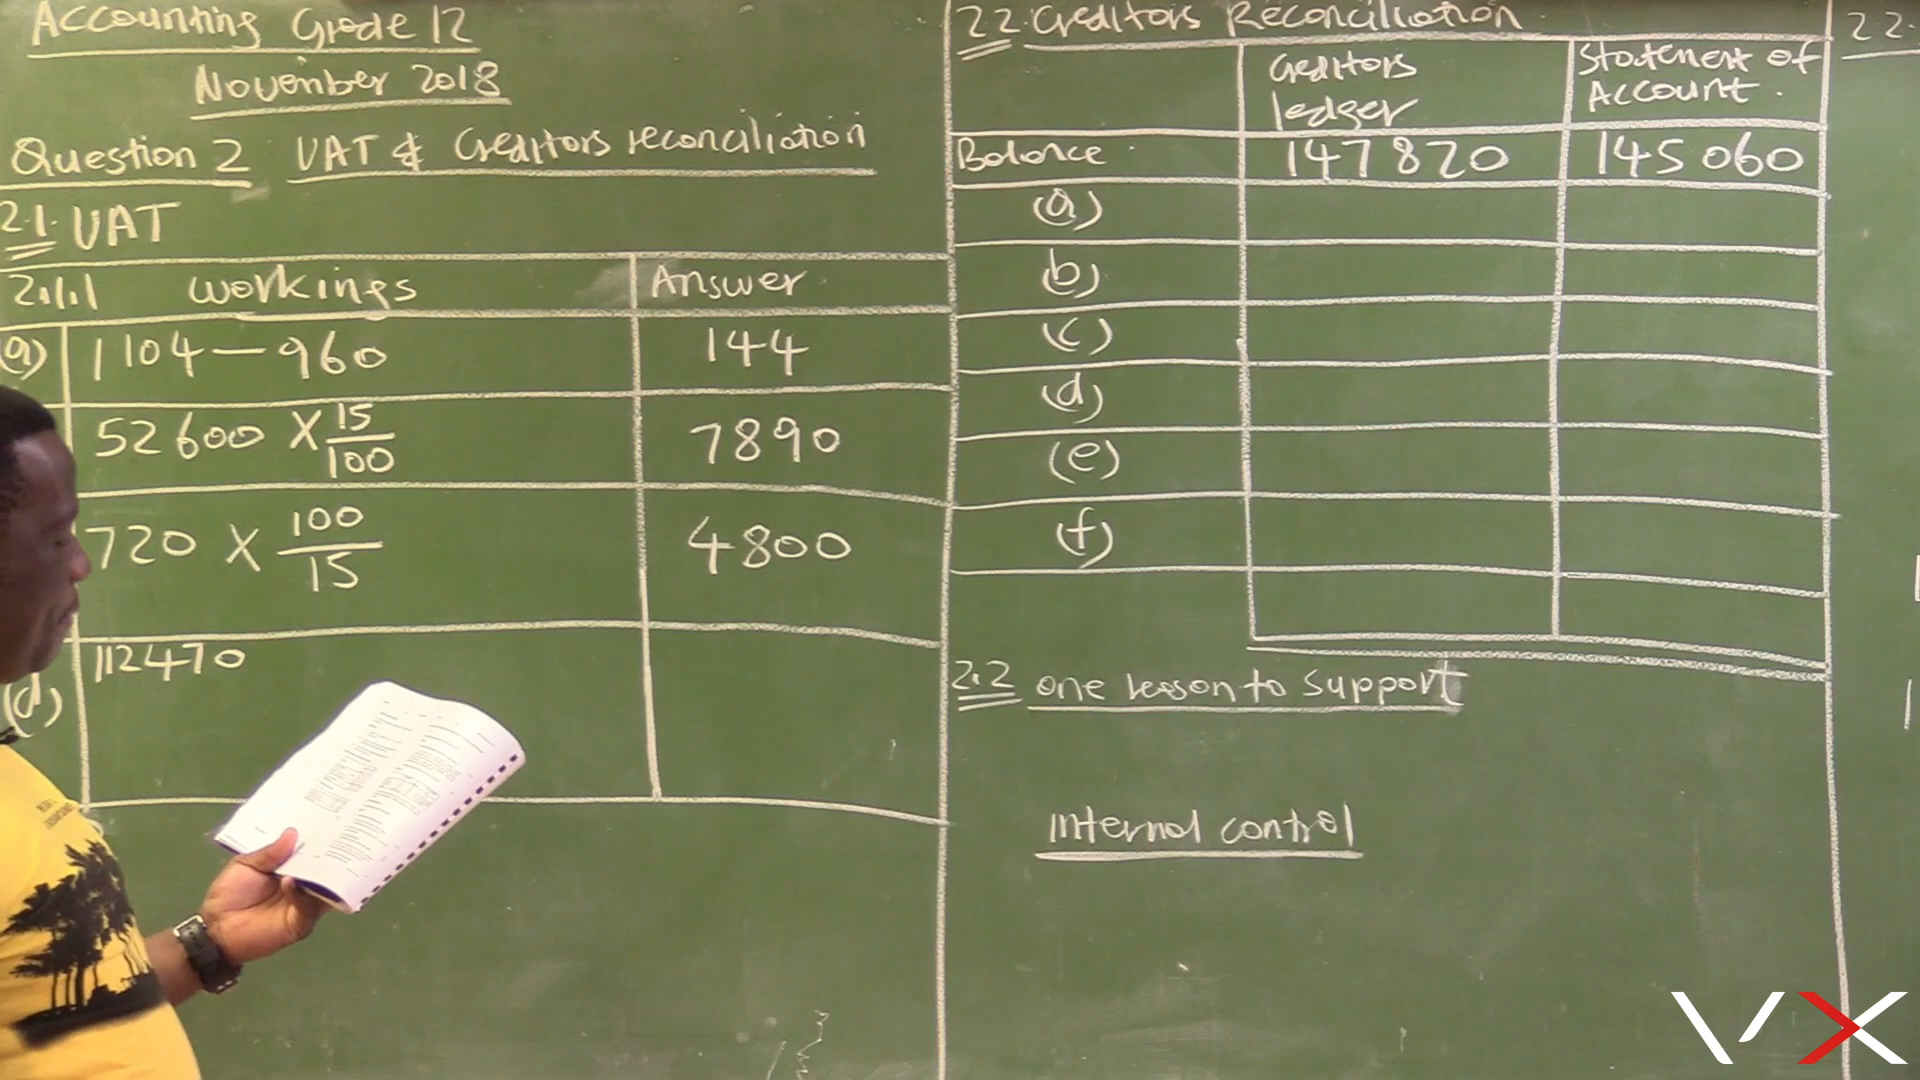 Accounting Grade 12
November 2018
Question 2 VAT & Creditors reconciliation
2.1. VAT
2.1.1 Workings Answer
(a) 1104 — 960 144
52600 X 15/100 7890
720 X 100/15 4800
(d) 112470
2.2 Creditors Reconciliation
Creditors ledger Statement of Account.
Balance 147820 145060
(a)
(b)
(c)
(d)
(e)
(f)
2.2 one lesson to support
Internal control
22.
VX